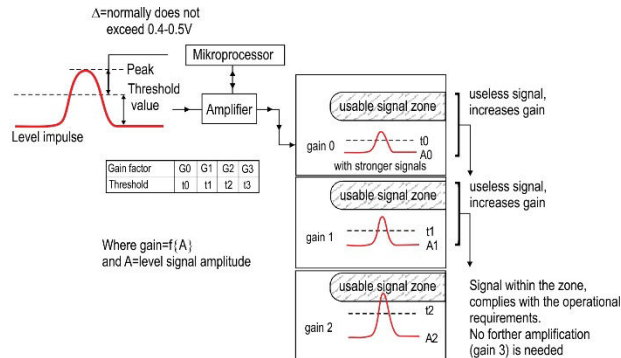 Δ=normally does not
exceed 0.4-0.5V
Mikroprocessor
Peak
Threshold
value
Amplifier
Level impulse
Gain factor G0 G1 G2 G3
Threshold t0 t1 t2 t3
Where gain=f{A}
and A=level signal amplitude
usable signal zone
gain 0
t0
A0
with stronger signals
useless signal,
increases gain
usable signal zone
gain 1
t1
A1
useless signal,
increases gain
usable signal zone
gain 2
t2
A2
Signal within the zone,
complies with the operational
requirements.
No forther amplification
(gain 3) is needed